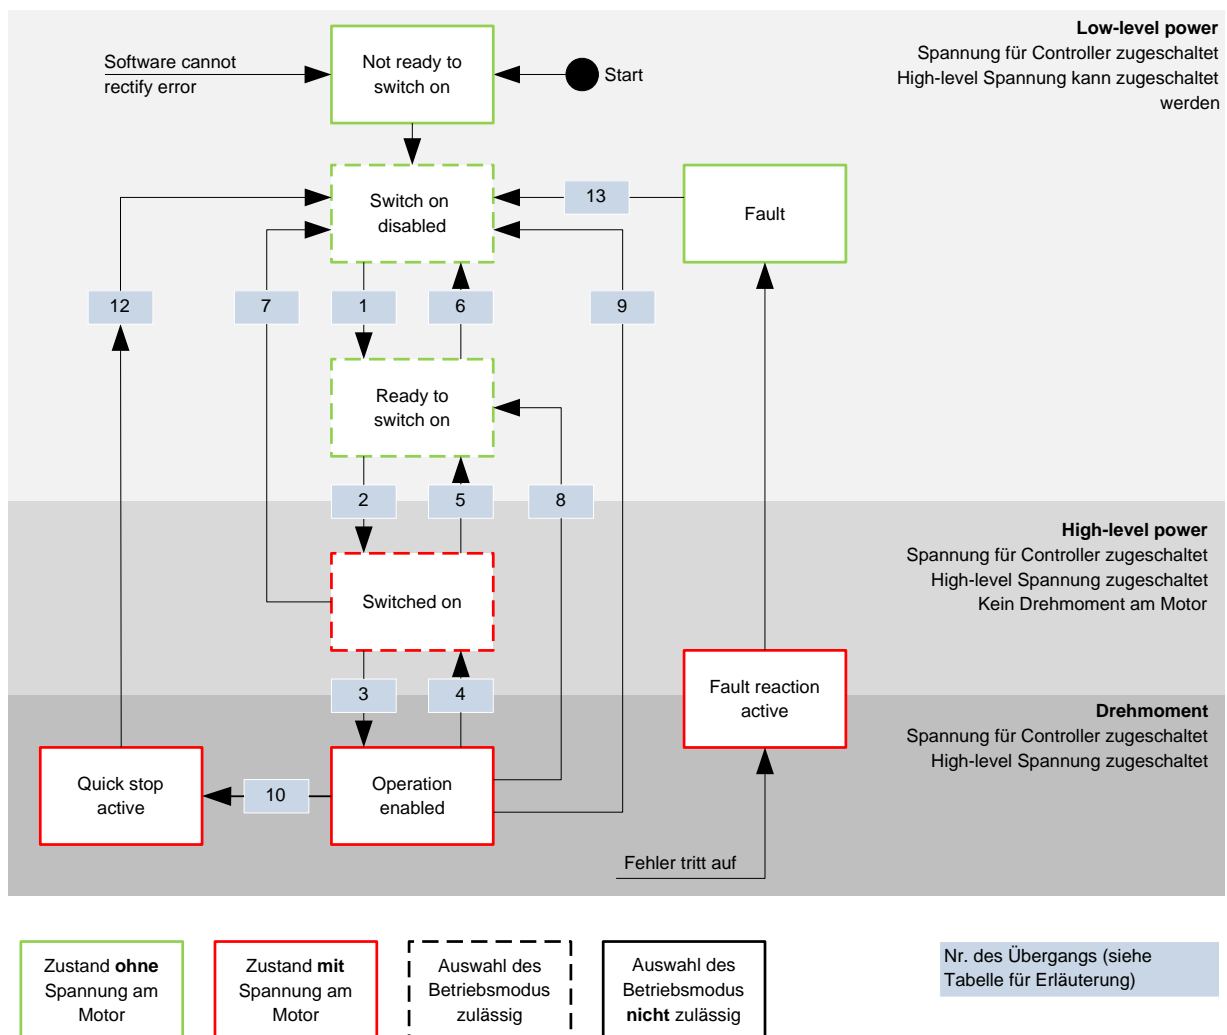 Low-level power
Spannung für Controller zugeschaltet
High-level Spannung kann zugeschaltet
werden
Software cannot
rectify error
Not ready to
switch on
Start
Switch on
disabled
13
Fault
12
7
1
6
9
Ready to
switch on
2
5
8
High-level power
Spannung für Controller zugeschaltet
High-level Spannung zugeschaltet
Kein Drehmoment am Motor
Switched on
3
4
Fault reaction
active
Drehmoment
Spannung für Controller zugeschaltet
High-level Spannung zugeschaltet
Quick stop
active
10
Operation
enabled
Fehler tritt auf
Zustand ohne
Spannung am
Motor
Zustand mit
Spannung am
Motor
Auswahl des
Betriebsmodus
zulässig
Auswahl des
Betriebsmodus
nicht zulässig
Nr. des Übergangs (siehe
Tabelle für Erläuterung)